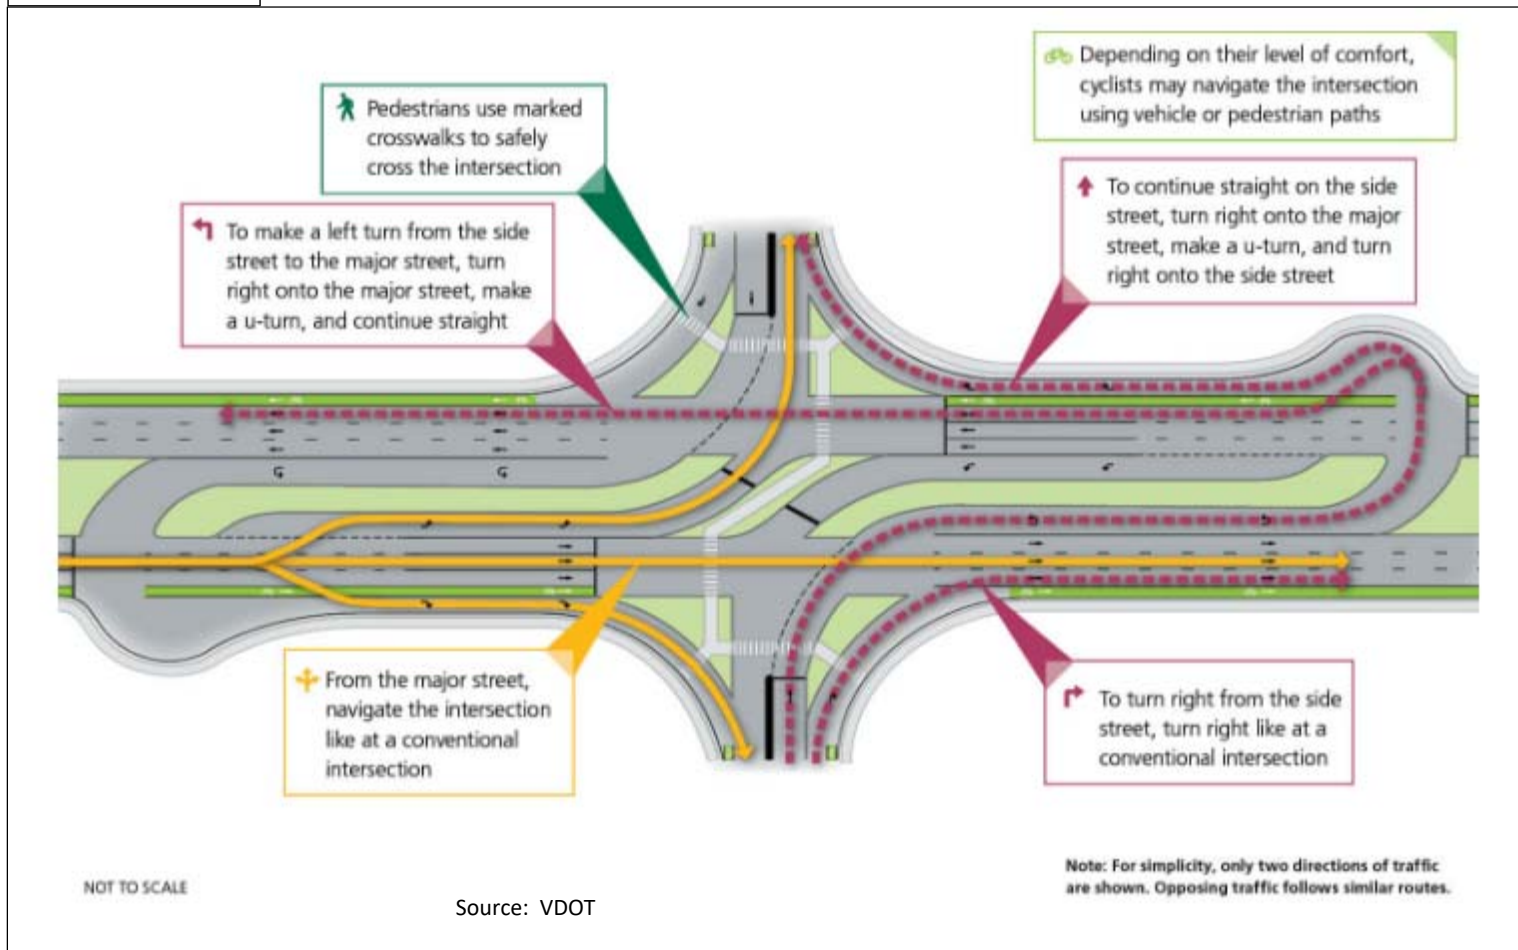 Depending on their level of comfort,
cyclists may navigate the intersection
using vehicle or pedestrian paths
Pedestrians use marked
crosswalks to safely
cross the intersection
To continue straight on the side
street, turn right onto the major
street, make a u-turn, and turn
right onto the side street
To make a left turn from the side
street to the major street, turn
right onto the major street, make
a u-turn, and continue straight
From the major street,
navigate the intersection
like at a conventional
intersection
To turn right from the side
street, turn right like at a
conventional intersection
NOT TO SCALE
Source: VDOT
Note: For simplicity, only two directions of traffic
are shown. Opposing traffic follows similar routes.